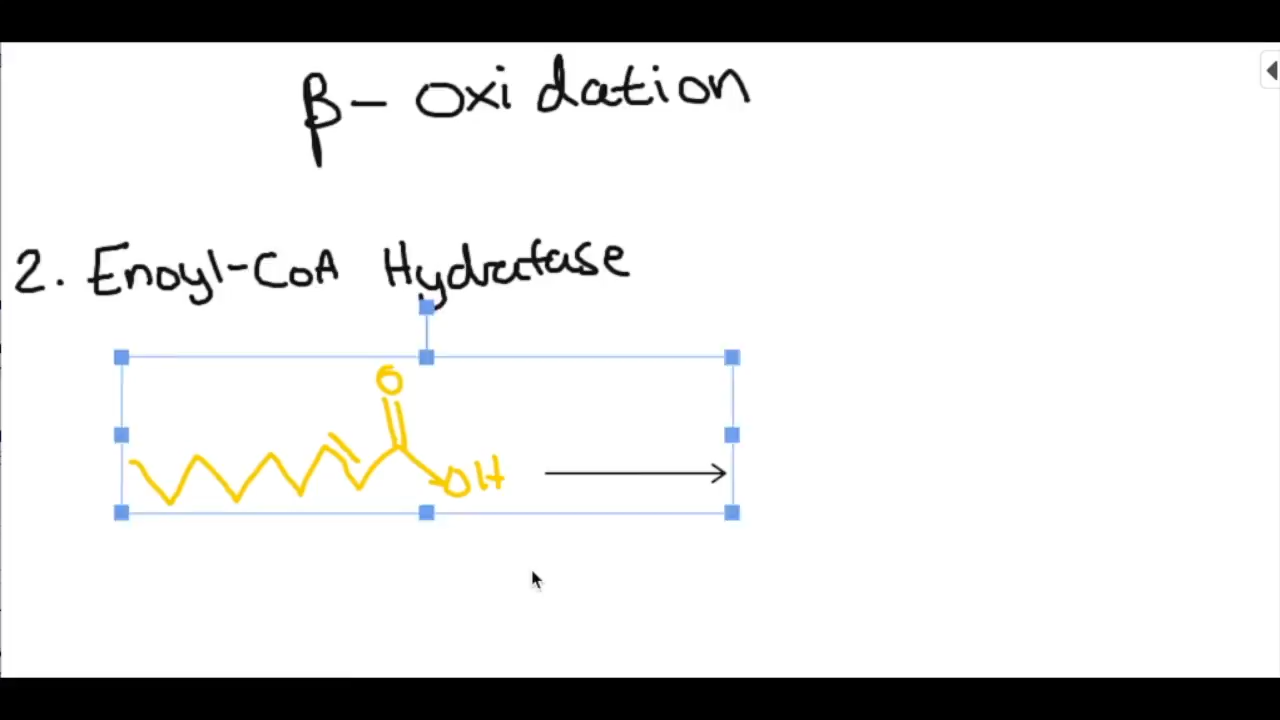 β- Oxidation
2. Enoyl-CoA Hydratase
O
OH